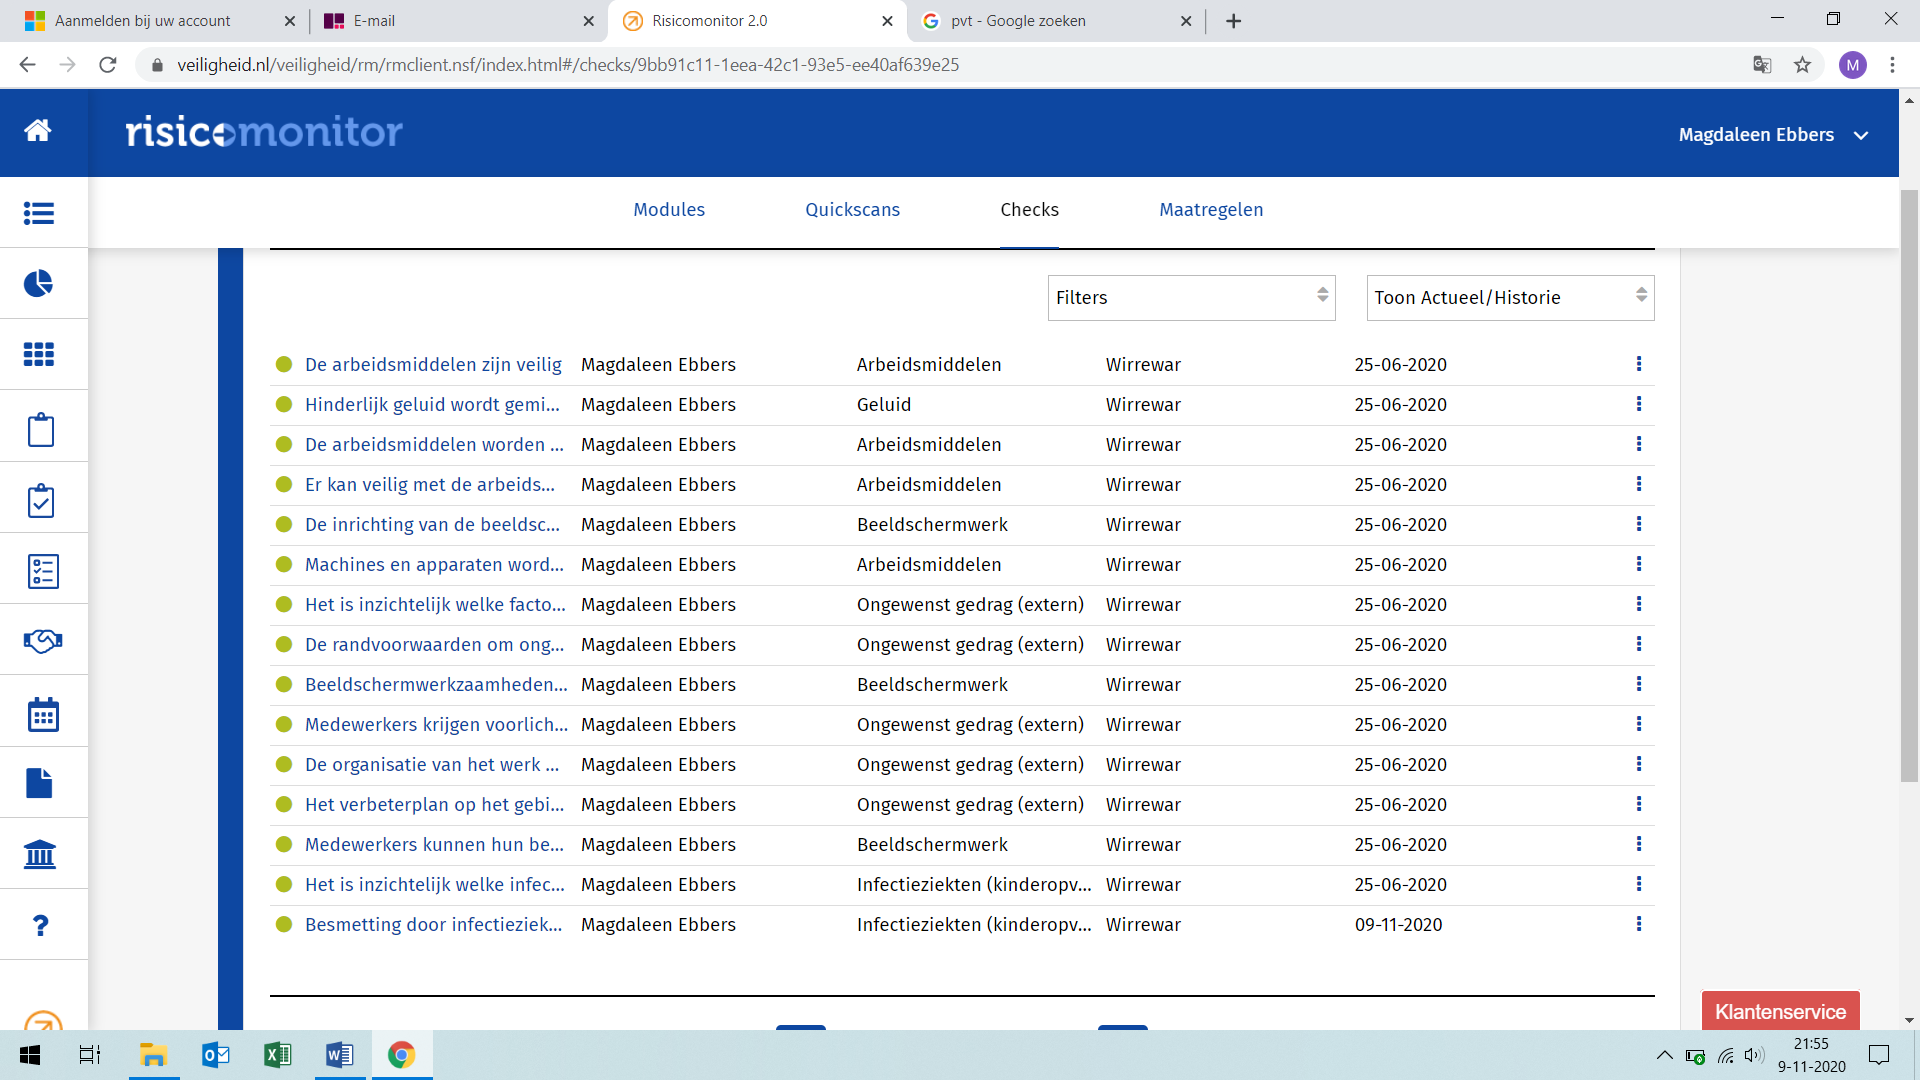 Aanmelden bij uw account
E-mail
Risicomonitor 2.0
pvt - Google zoeken
veiligheid.nl/veiligheid/rm/rmclient.nsf/index.html#/checks/9bb91c11-1eea-42c1-93e5-ee40af639e25
M
risicomonitor
Magdaleen Ebbers
Modules Quickscans Checks Maatregelen
Filters Toon Actueel/Historie
De arbeidsmiddelen zijn veilig Magdaleen Ebbers Arbeidsmiddelen Wirrewar 25-06-2020
Hinderlijk geluid wordt gemi... Magdaleen Ebbers Geluid Wirrewar 25-06-2020
De arbeidsmiddelen worden ... Magdaleen Ebbers Arbeidsmiddelen Wirrewar 25-06-2020
Er kan veilig met de arbeids... Magdaleen Ebbers Arbeidsmiddelen Wirrewar 25-06-2020
De inrichting van de beeldsc... Magdaleen Ebbers Beeldschermwerk Wirrewar 25-06-2020
Machines en apparaten word... Magdaleen Ebbers Arbeidsmiddelen Wirrewar 25-06-2020
Het is inzichtelijk welke facto... Magdaleen Ebbers Ongewenst gedrag (extern) Wirrewar 25-06-2020
De randvoorwaarden om ong... Magdaleen Ebbers Ongewenst gedrag (extern) Wirrewar 25-06-2020
Beeldschermwerkzaamheden... Magdaleen Ebbers Beeldschermwerk Wirrewar 25-06-2020
Medewerkers krijgen voorlich... Magdaleen Ebbers Ongewenst gedrag (extern) Wirrewar 25-06-2020
De organisatie van het werk ... Magdaleen Ebbers Ongewenst gedrag (extern) Wirrewar 25-06-2020
Het verbeterplan op het gebi... Magdaleen Ebbers Ongewenst gedrag (extern) Wirrewar 25-06-2020
Medewerkers kunnen hun be... Magdaleen Ebbers Beeldschermwerk Wirrewar 25-06-2020
Het is inzichtelijk welke infec... Magdaleen Ebbers Infectieziekten (kinderopv... Wirrewar 25-06-2020
Besmetting door infectieziek... Magdaleen Ebbers Infectieziekten (kinderopv... Wirrewar 09-11-2020
?
Klantenservice
21:55
9-11-2020